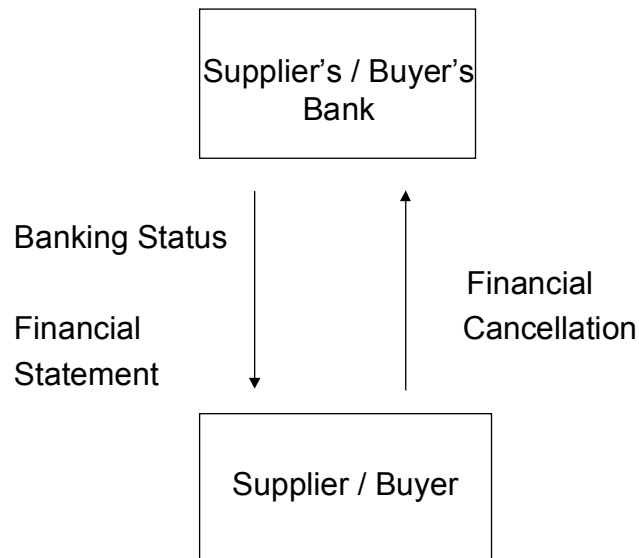 Supplier’s / Buyer’s
Bank
Banking Status
Financial
Statement
Financial
Cancellation
Supplier / Buyer